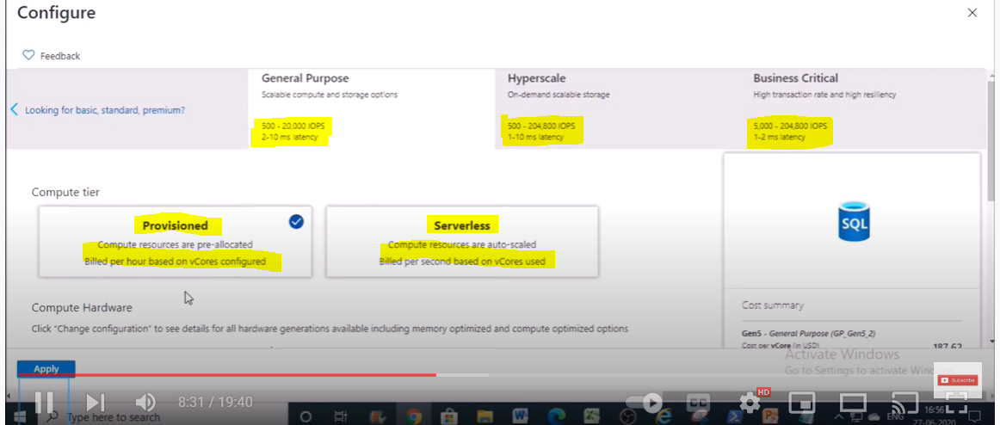 Configure
Feedback
Looking for basic, standard, premium?
General Purpose
Scalable compute and storage options
500 - 20,000 IOPS
2-10 ms latency
Hyperscale
On-demand scalable storage
500 - 204,800 IOPS
1-10 ms latency
Business Critical
High transaction rate and high resiliency
5,000 - 204,800 IOPS
1-2 ms latency
Compute tier
Provisioned
Compute resources are pre-allocated
Billed per hour based on vCores configured
Serverless
Compute resources are auto-scaled
Billed per second based on vCores used
SQL
Compute Hardware
Click "Change configuration" to see details for all hardware generations available including memory optimized and compute optimized options
Cost summary
Gen5 - General Purpose (GP_Gen5_2)
Cost per vCore (in USD)
187.62
Activate Windows
Go to Settings to activate
Apply
Subscribe
8:31 / 19:40
CC
HD
Type here to search
ENG
16:56
27-06-2020